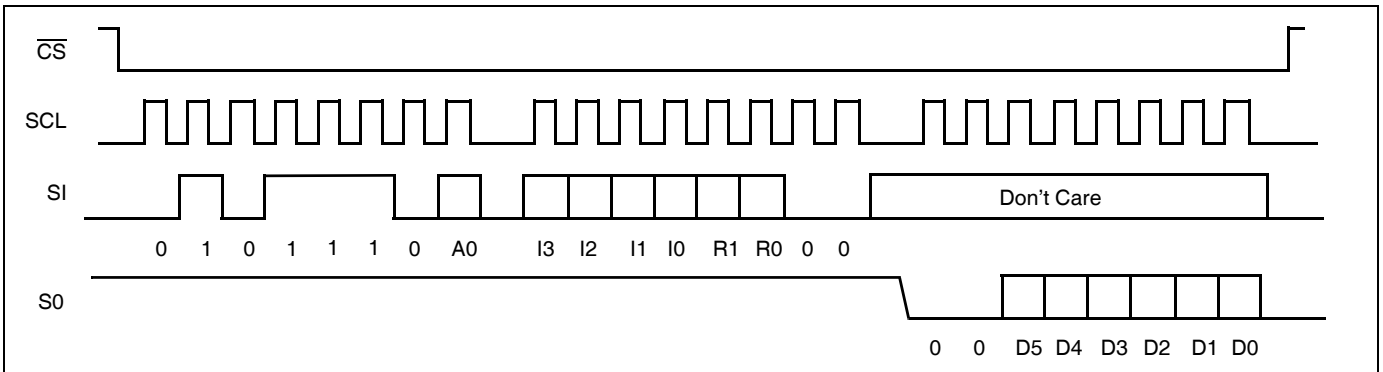 CS
SCL
SI
Don't Care
0 1 0 1 1 1 0 A0 I3 I2 I1 I0 R1 R0 0 0
S0
0 0 D5 D4 D3 D2 D1 D0